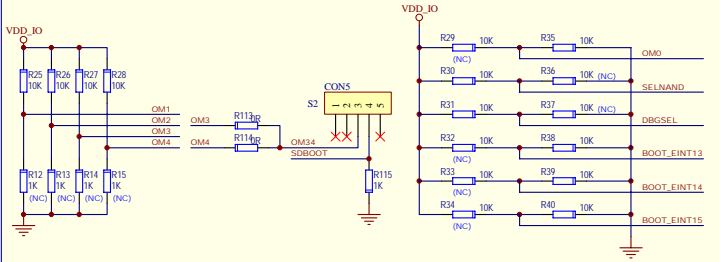 VDD_IO
R25
10K
R26
10K
R27
10K
R28
10K
OM1
OM2
OM3
OM4
R12
1K
R13
1K
(NC)
R14
1K
(NC)
R15
1K
(NC)
OM3
R113
0R
OM4
R114
0R
OM34
SDBOOT
CON5
S2
1
2
3
4
5
R115
1K
VDD_IO
R29
10K
(NC)
R35
10K
OM0
R30
10K
R36
10K
(NC)
SELNAND
R31
10K
R37
10K
(NC)
DBGSEL
R32
10K
(NC)
R38
10K
BOOT_EINT13
R33
10K
(NC)
R39
10K
BOOT_EINT14
R34
10K
(NC)
R40
10K
BOOT_EINT15